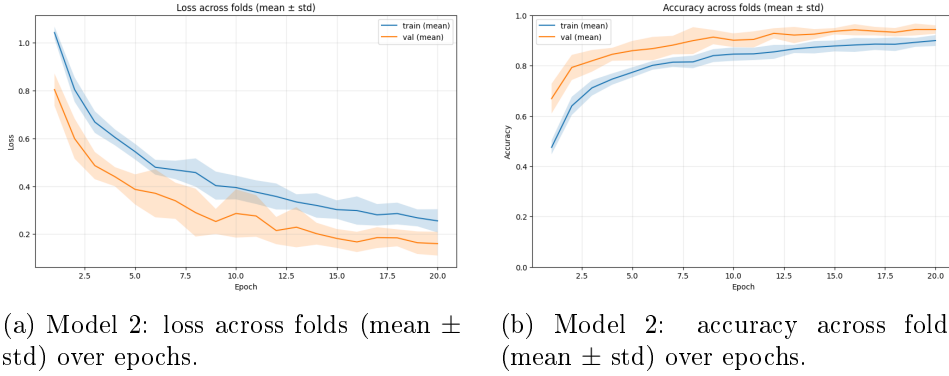 Loss across folds (mean ± std)
train (mean)
val (mean)
1.0
0.8
0.6
0.4
0.2
Loss
2.5 5.0 7.5 10.0 12.5 15.0 17.5 20.0
Epoch
(a) Model 2: loss across folds (mean ±
std) over epochs.
Accuracy across folds (mean ± std)
train (mean)
val (mean)
1.0
0.8
0.6
0.4
0.2
0.0
Accuracy
2.5 5.0 7.5 10.0 12.5 15.0 17.5 20.0
Epoch
(b) Model 2: accuracy across fold
(mean ± std) over epochs.